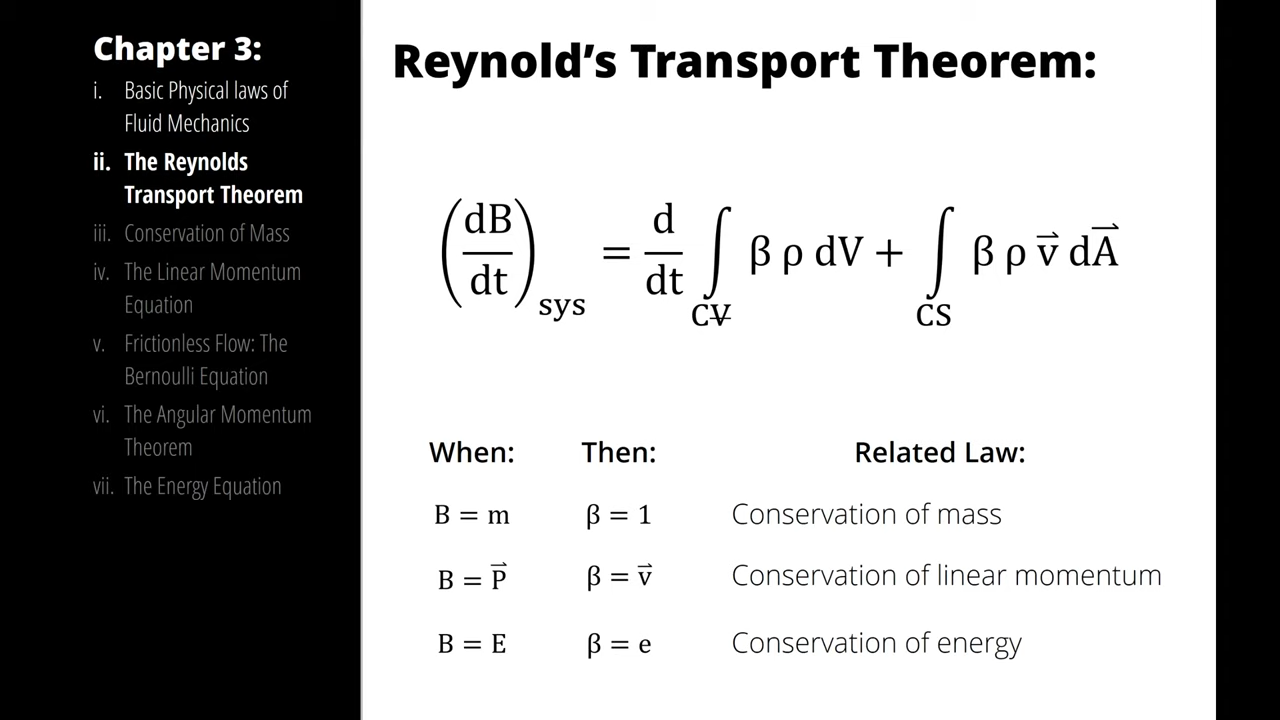 Chapter 3:
i. Basic Physical laws of
Fluid Mechanics
ii. The Reynolds
Transport Theorem
iii. Conservation of Mass
iv. The Linear Momentum
Equation
v. Frictionless Flow: The
Bernoulli Equation
vi. The Angular Momentum
Theorem
vii. The Energy Equation
Reynold’s Transport Theorem:
(dB/dt)sys = d/dt ∫CV̶ β ρ dV + ∫CS β ρ v⃗ dA⃗
When: Then: Related Law:
B = m β = 1 Conservation of mass
B = P⃗ β = v⃗ Conservation of linear momentum
B = E β = e Conservation of energy